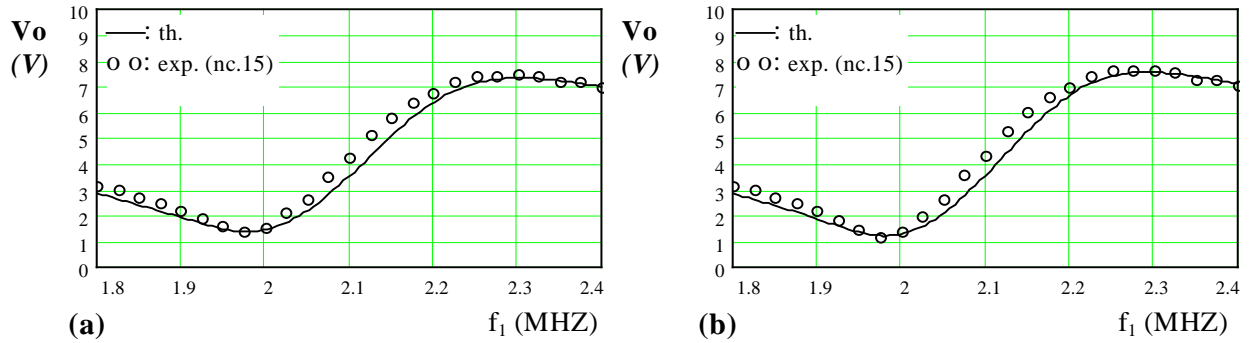 10
9
8
7
6
5
4
3
2
1
0
Vo
(V)
: th.
o o: exp. (nc.15)
1.8 1.9 2 2.1 2.2 2.3 2.4
(a) f₁ (MHZ)
10
9
8
7
6
5
4
3
2
1
0
Vo
(V)
: th.
o o: exp. (nc.15)
1.8 1.9 2 2.1 2.2 2.3 2.4
(b) f₁ (MHZ)